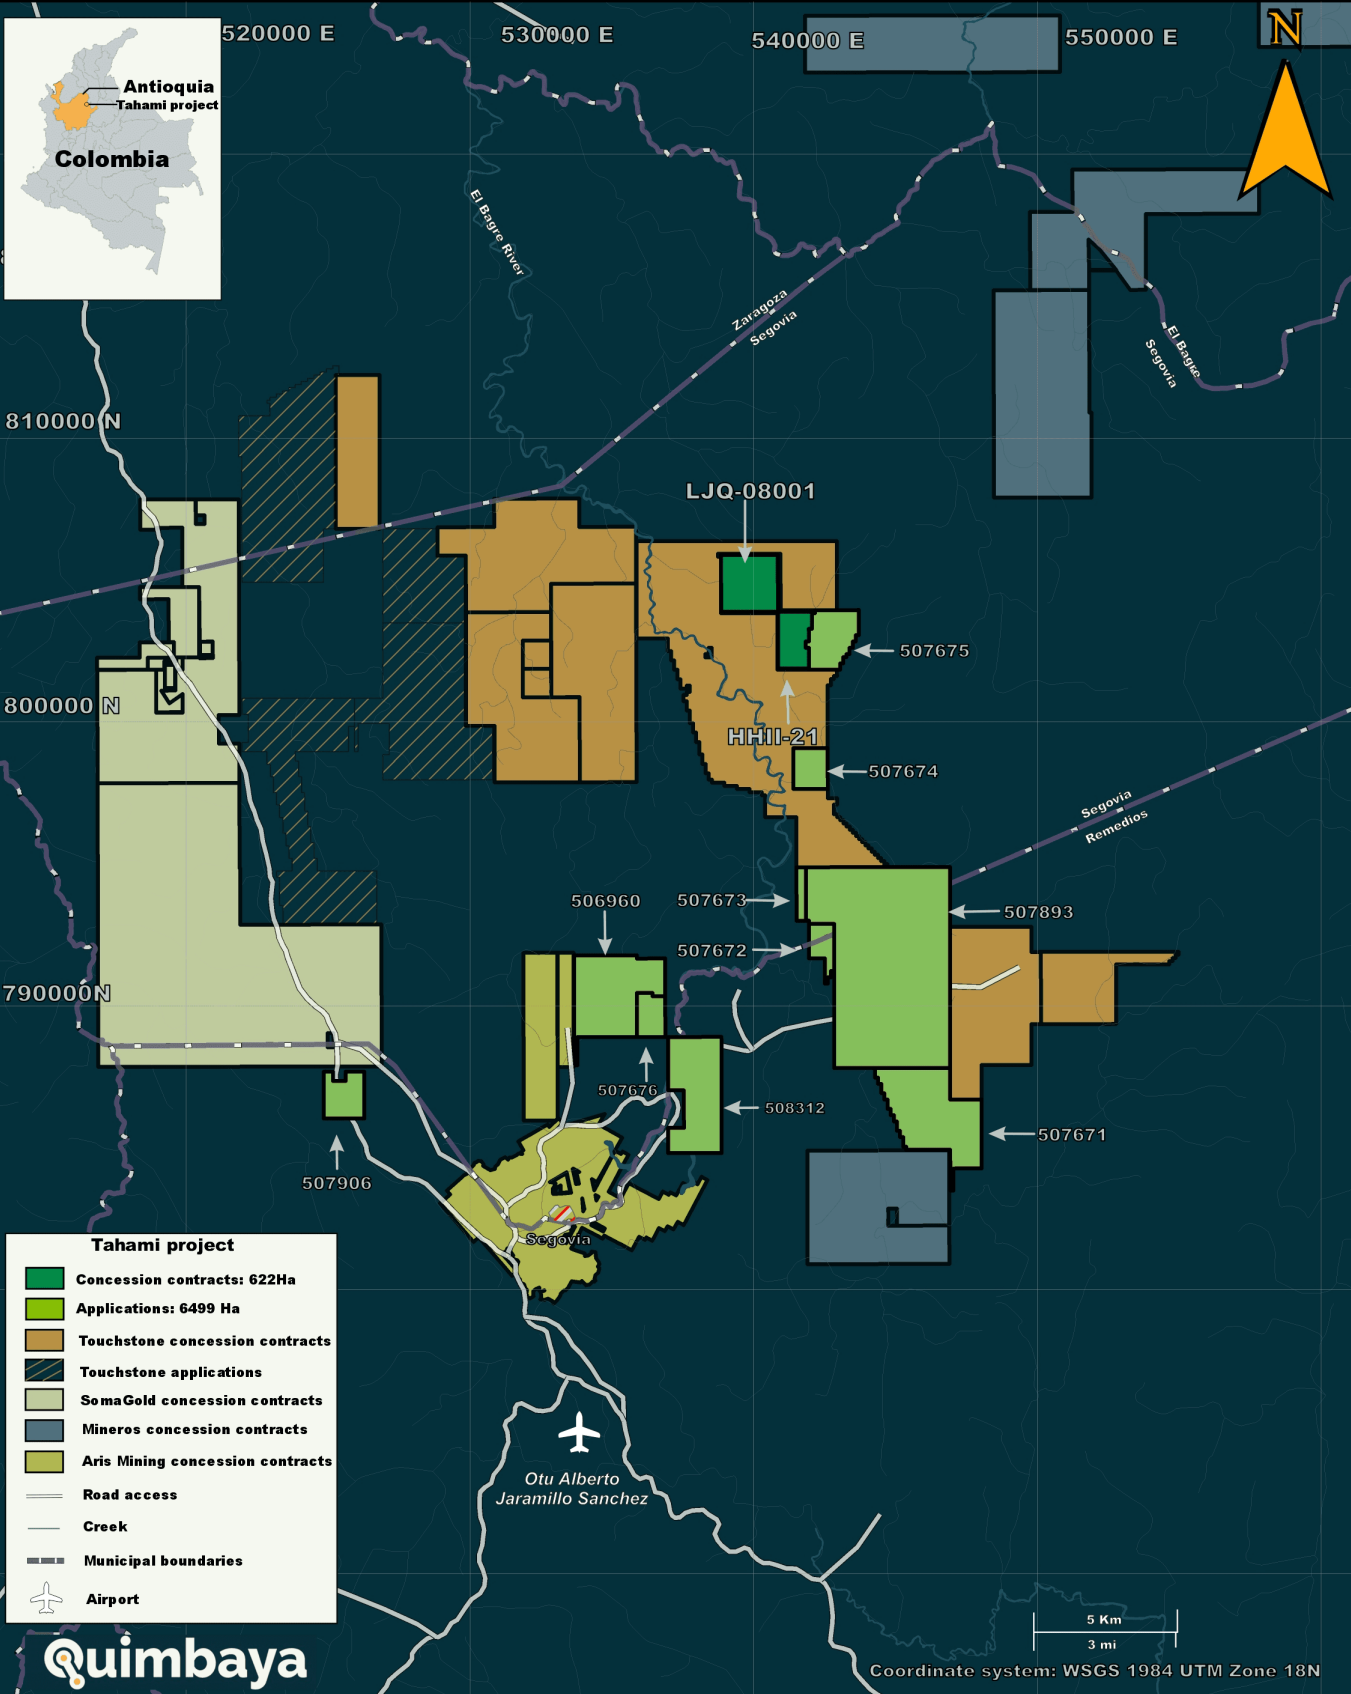 520000 E
530000 E
540000 E
550000 E
N
Antioquia
Tahami project
Colombia
El Bagre River
Zaragoza
Segovia
El Bagre
Segovia
810000 N
LJQ-08001
507675
800000 N
HHII-21
507674
Segovia
Remedios
506960
507673
507893
507672
790000N
507676
508312
507671
507906
Segovia
Tahami project
Concession contracts: 622Ha
Applications: 6499 Ha
Touchstone concession contracts
Touchstone applications
SomaGold concession contracts
Mineros concession contracts
Aris Mining concession contracts
Road access
Creek
Municipal boundaries
Airport
Otu Alberto
Jaramillo Sanchez
5 Km
3 mi
Quimbaya
Coordinate system: WSGS 1984 UTM Zone 18N